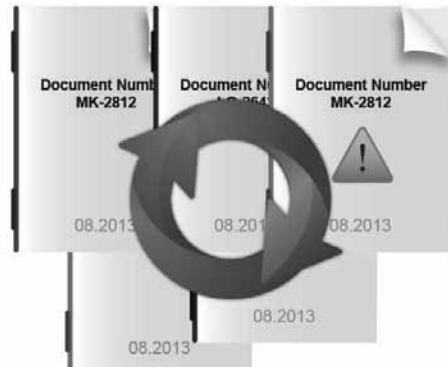 Document Numb
MK-2812
08.2013
Document N
08.201
Document Number
MK-2812
!
08.2013
08.2013
08.2013